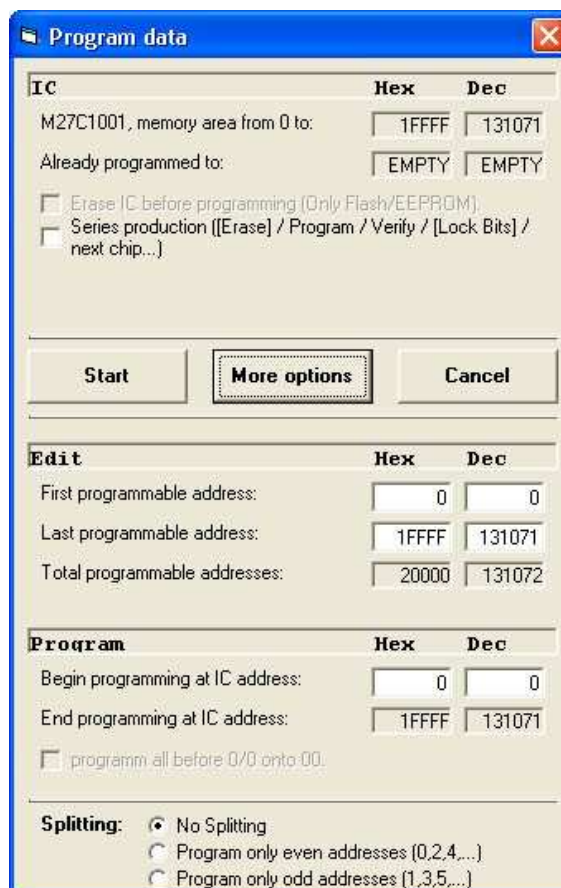 Program data
IC Hex Dec
M27C1001, memory area from 0 to: 1FFFF 131071
Already programmed to: EMPTY EMPTY
Erase IC before programming (Only Flash/EEPROM).
Series production ([Erase] / Program / Verify / [Lock Bits] /
next chip...)
Start More options Cancel
Edit Hex Dec
First programmable address: 0 0
Last programmable address: 1FFFF 131071
Total programmable addresses: 20000 131072
Program Hex Dec
Begin programming at IC address: 0 0
End programming at IC address: 1FFFF 131071
programm all before 0/0 onto 00.
Splitting: No Splitting
Program only even addresses (0,2,4,...)
Program only odd addresses (1,3,5,...)